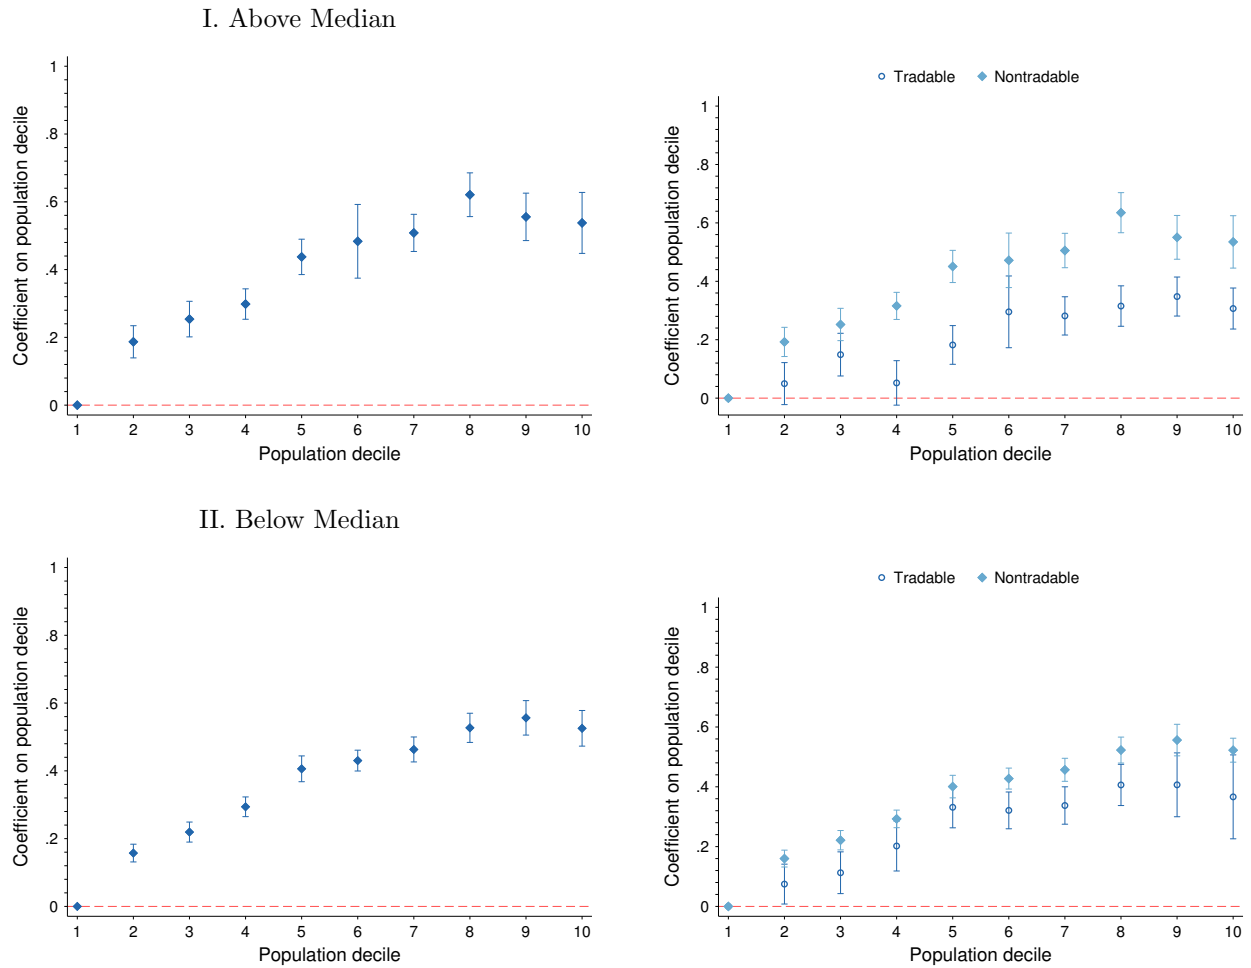 I. Above Median
Coefficient on population decile
1
.8
.6
.4
.2
0
1 2 3 4 5 6 7 8 9 10
Population decile
Tradable Nontradable
Coefficient on population decile
1
.8
.6
.4
.2
0
1 2 3 4 5 6 7 8 9 10
Population decile
II. Below Median
Coefficient on population decile
1
.8
.6
.4
.2
0
1 2 3 4 5 6 7 8 9 10
Population decile
Tradable Nontradable
Coefficient on population decile
1
.8
.6
.4
.2
0
1 2 3 4 5 6 7 8 9 10
Population decile